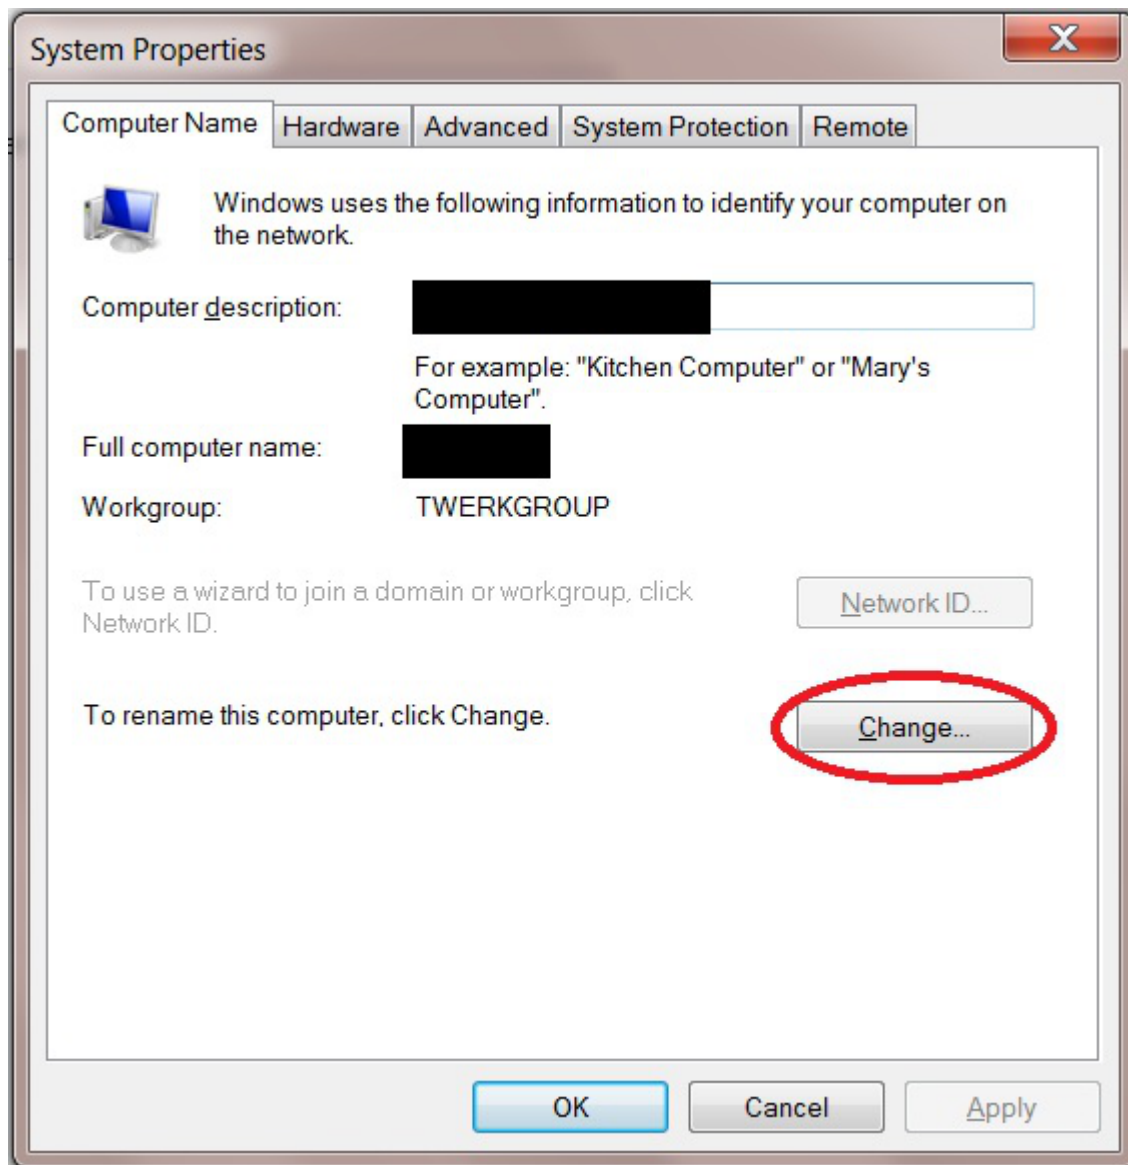 System Properties
Computer Name Hardware Advanced System Protection Remote
Windows uses the following information to identify your computer on
the network.
Computer description:
For example: "Kitchen Computer" or "Mary's
Computer".
Full computer name:
Workgroup: TWERKGROUP
To use a wizard to join a domain or workgroup, click
Network ID.
Network ID...
To rename this computer, click Change.
Change...
OK Cancel Apply